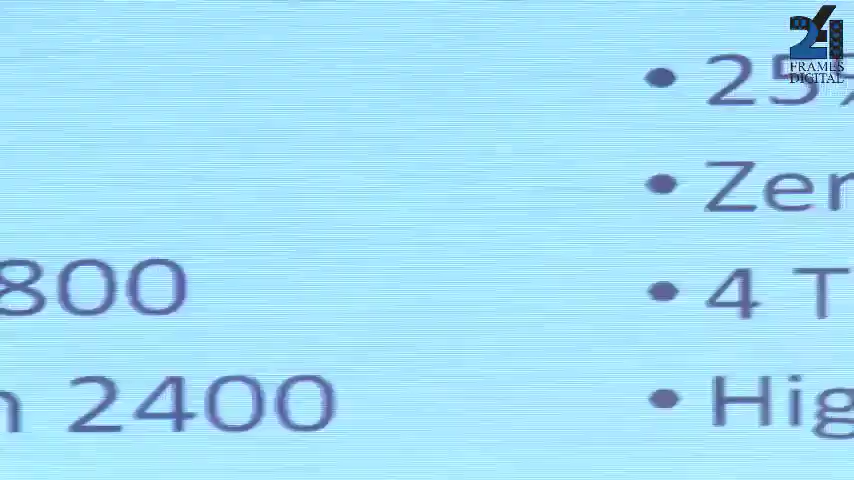 800
2400
• 25
• Zer
• 4 T
• Hig
24
FRAMES
DIGITAL